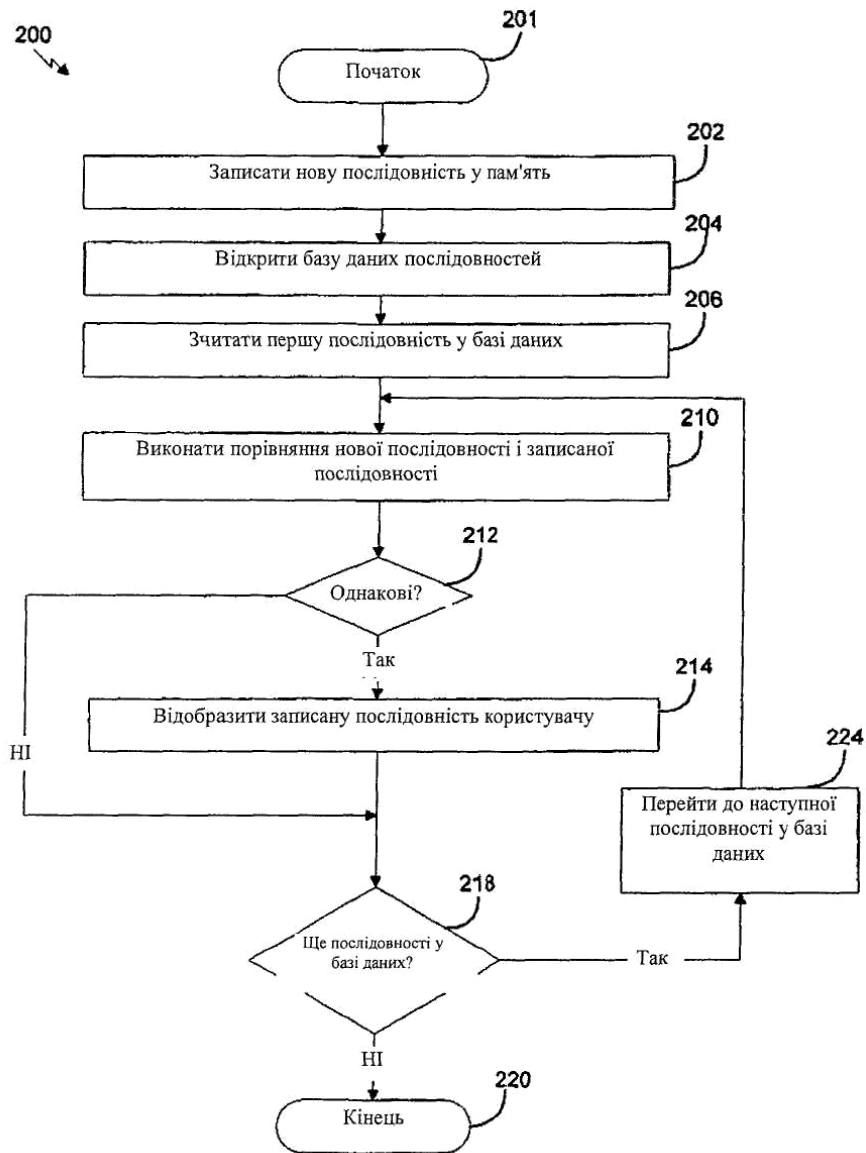 200
201
Початок
202
Записати нову послідовність у пам'ять
204
Відкрити базу даних послідовностей
206
Зчитати першу послідовність у базі даних
210
Виконати порівняння нової послідовності і записаної
послідовності
212
Однакові?
Так
214
Відобразити записану послідовність користувачу
НІ
224
Перейти до наступної
послідовності у базі
даних
218
Ще послідовності у
базі даних?
Так
НІ
220
Кінець